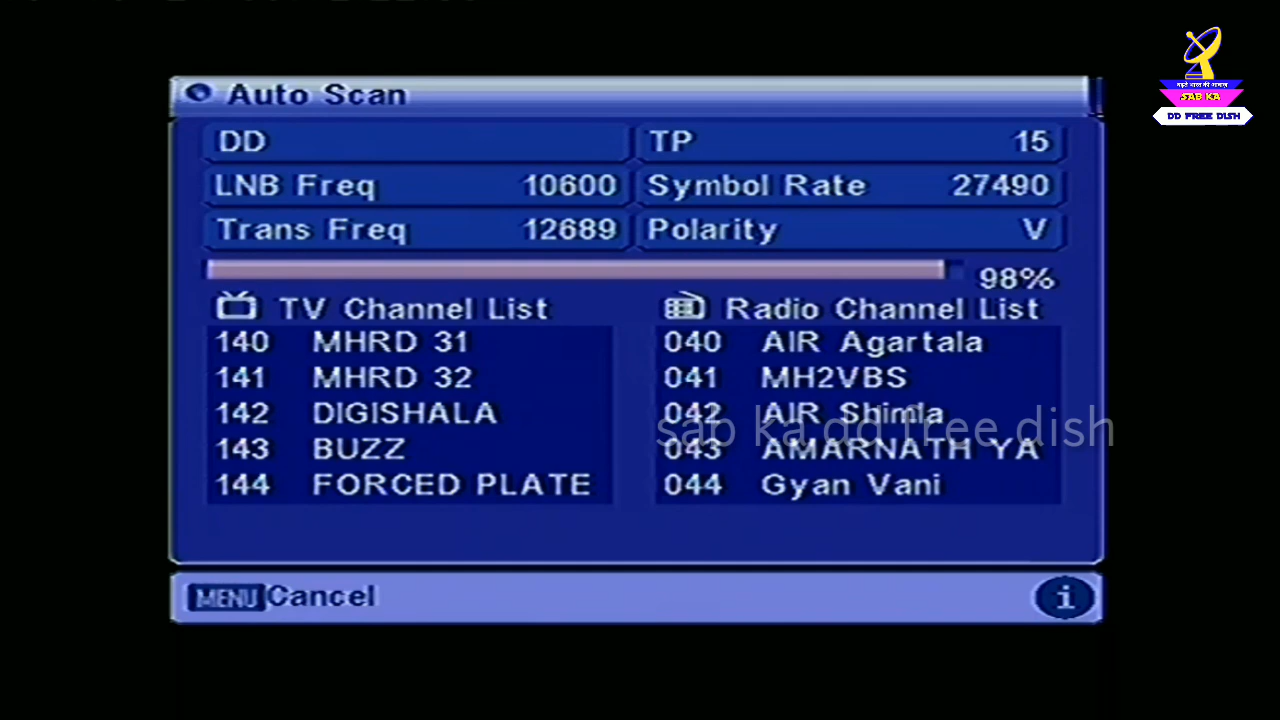 Auto Scan
DD
TP 15
LNB Freq 10600
Symbol Rate 27490
Trans Freq 12689
Polarity V
98%
TV Channel List
140 MHRD 31
141 MHRD 32
142 DIGISHALA
143 BUZZ
144 FORCED PLATE
Radio Channel List
040 AIR Agartala
041 MH2VBS
042 AIR Shimla
043 AMARNATH YA
044 Gyan Vani
sab ka dd free dish
MENU Cancel
i
SAB KA
DD FREE DISH